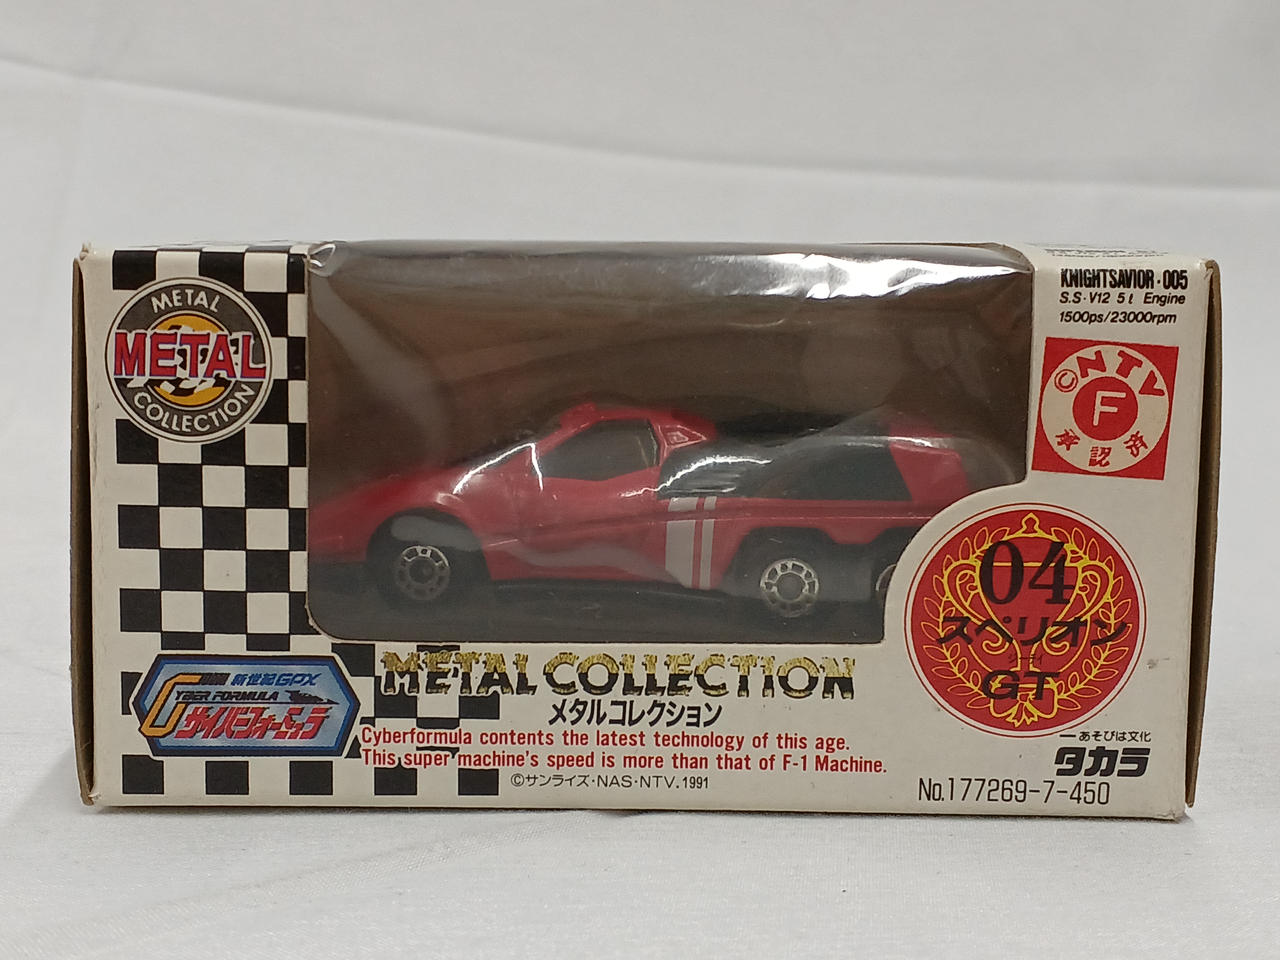 METAL
METAL
COLLECTION
KNIGHTSAVIOR・005
S.S・V12 5ℓ Engine
1500ps/23000rpm
©NTV
F
承認済
04
スペリオン
GT
新世紀GPX
CYBER FORMULA
サイバーフォーミュラ
METAL COLLECTION
メタルコレクション
Cyberformula contents the latest technology of this age.
This super machine's speed is more than that of F-1 Machine.
©サンライズ・NAS・NTV.1991
あそびは文化
タカラ
No.177269-7-450